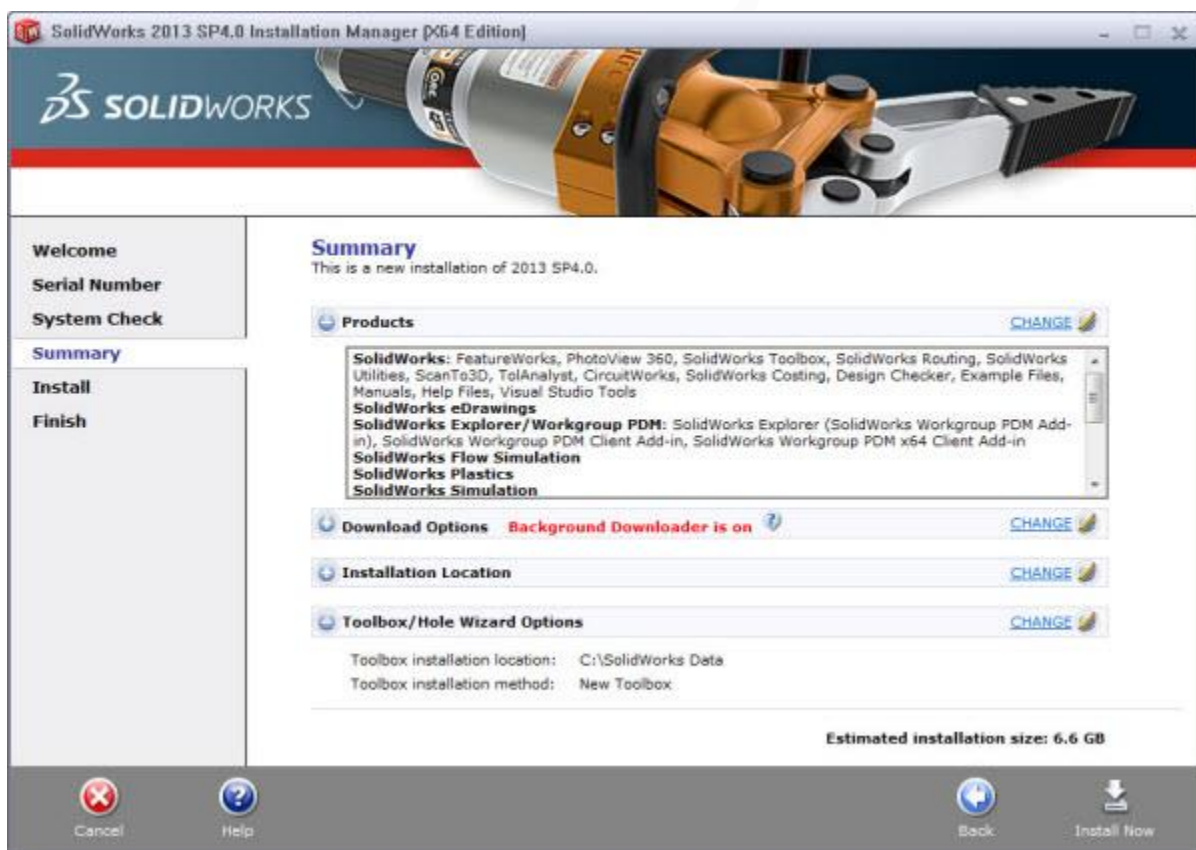 SolidWorks 2013 SP4.0 Installation Manager [X64 Edition]
SOLIDWORKS
Welcome
Serial Number
System Check
Summary
Install
Finish
Summary
This is a new installation of 2013 SP4.0.
Products CHANGE
SolidWorks: FeatureWorks, PhotoView 360, SolidWorks Toolbox, SolidWorks Routing, SolidWorks
Utilities, ScanTo3D, TolAnalyst, CircuitWorks, SolidWorks Costing, Design Checker, Example Files,
Manuals, Help Files, Visual Studio Tools
SolidWorks eDrawings
SolidWorks Explorer/Workgroup PDM: SolidWorks Explorer (SolidWorks Workgroup PDM Add-
in), SolidWorks Workgroup PDM Client Add-in, SolidWorks Workgroup PDM x64 Client Add-in
SolidWorks Flow Simulation
SolidWorks Plastics
SolidWorks Simulation
Download Options Background Downloader is on CHANGE
Installation Location CHANGE
Toolbox/Hole Wizard Options CHANGE
Toolbox installation location: C:\SolidWorks Data
Toolbox installation method: New Toolbox
Estimated installation size: 6.6 GB
Cancel Help Back Install Now